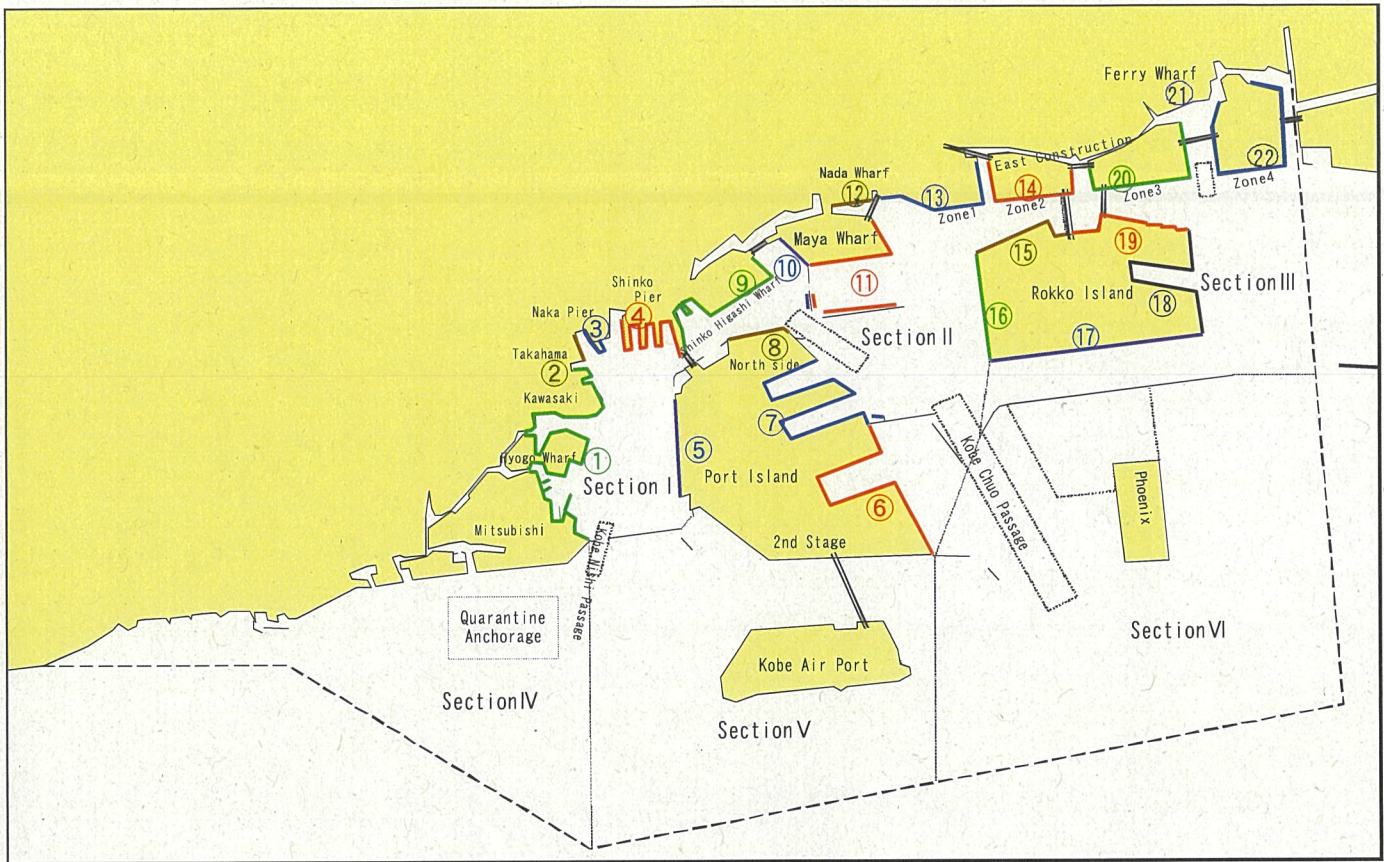 Ferry Wharf
21
East Construction
22
Zone4
20
Zone3
14
Zone2
Nada Wharf
12
13
Zone1
Maya Wharf
10
11
15
19
Rokko Island
16
17
18
Section III
Shinko
Pier
4
9
Shinko Higashi Wharf
Naka Pier
3
Takahama
2
Kawasaki
Section II
8
North side
7
5
Port Island
6
Hyogo Wharf
1
Section I
Mitsubishi
2nd Stage
Kobe Nishi Passage
Kobe Chuo Passage
Phoenix
Quarantine
Anchorage
Kobe Air Port
Section VI
Section IV
Section V